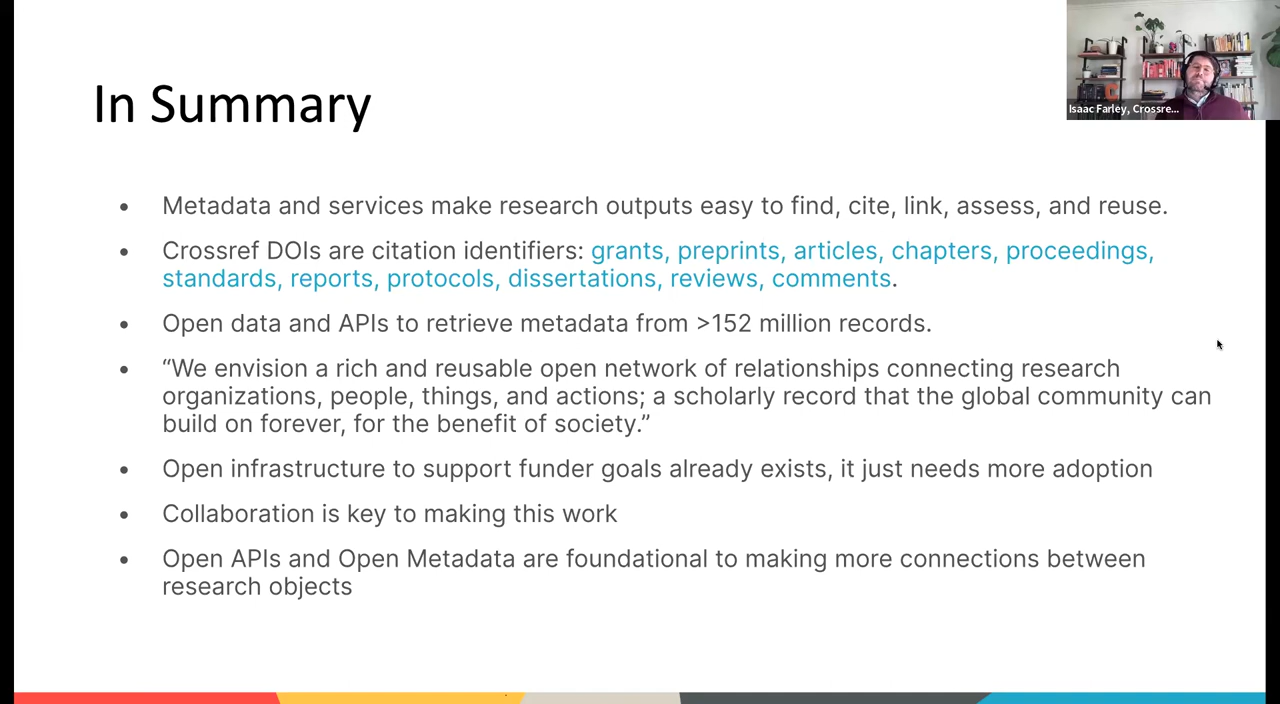 Isaac Farley, Crossre...
In Summary
• Metadata and services make research outputs easy to find, cite, link, assess, and reuse.
• Crossref DOIs are citation identifiers: grants, preprints, articles, chapters, proceedings,
standards, reports, protocols, dissertations, reviews, comments.
• Open data and APIs to retrieve metadata from >152 million records.
• “We envision a rich and reusable open network of relationships connecting research
organizations, people, things, and actions; a scholarly record that the global community can
build on forever, for the benefit of society.”
• Open infrastructure to support funder goals already exists, it just needs more adoption
• Collaboration is key to making this work
• Open APIs and Open Metadata are foundational to making more connections between
research objects